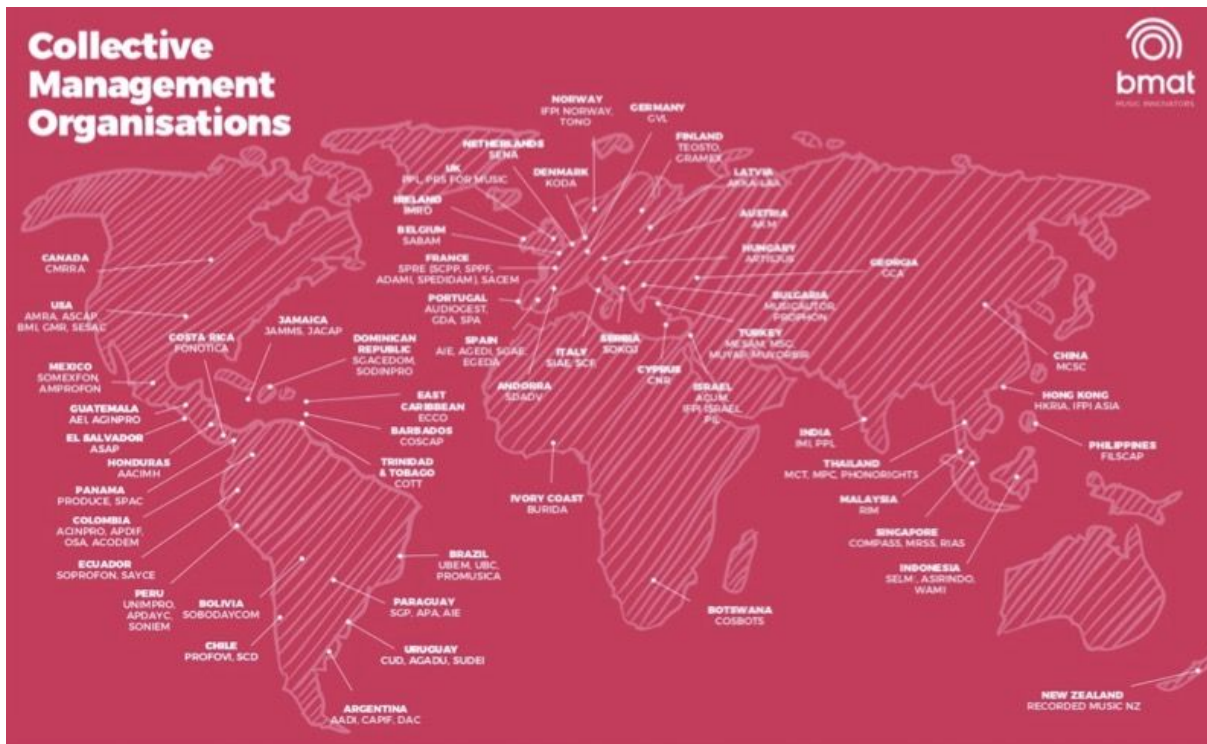 Collective
Management
Organisations
bmat
MUSIC INNOVATORS
NORWAY
IFPI NORWAY,
TONO
GERMANY
GVL
FINLAND
TEOSTO,
GRAMEX
NETHERLANDS
SENA
UK
PPL, PRS FOR MUSIC
DENMARK
KODA
LATVIA
AKKA-LAA
IRELAND
IMRO
AUSTRIA
AKM
BELGIUM
SABAM
HUNGARY
ARTISJUS
FRANCE
SPRE (SCPP, SPPF,
ADAMI, SPEDIDAM), SACEM
GEORGIA
GCA
CANADA
CMRRA
PORTUGAL
AUDIOGEST,
GDA, SPA
BULGARIA
MUSICAUTOR,
PROPHON
USA
AMRA, ASCAP,
BMI, GMR, SESAC
JAMAICA
JAMMS, JACAP
COSTA RICA
FONOTICA
DOMINICAN
REPUBLIC
SGACEDOM,
SODINPRO
SPAIN
AIE, AGEDI, SGAE,
EGEDA
ITALY
SIAE, SCF
SERBIA
SOKOJ
TURKEY
MESAM, MSG,
MUYAP, MUYORBIR
CHINA
MCSC
MEXICO
SOMEXFON,
AMPROFON
ANDORRA
SDADV
CYPRUS
CNR
ISRAEL
ACUM,
IFPI ISRAEL,
PIL
EAST
CARIBBEAN
ECCO
HONG KONG
HKRIA, IFPI ASIA
GUATEMALA
AEI, AGINPRO
BARBADOS
COSCAP
INDIA
IMI, PPL
PHILIPPINES
FILSCAP
EL SALVADOR
ASAP
HONDURAS
AACIMH
TRINIDAD
& TOBAGO
COTT
THAILAND
MCT, MPC, PHONORIGHTS
PANAMA
PRODUCE, SPAC
IVORY COAST
BURIDA
MALAYSIA
RIM
COLOMBIA
ACINPRO, APDIF,
OSA, ACODEM
SINGAPORE
COMPASS, MRSS, RIAS
ECUADOR
SOPROFON, SAYCE
BRAZIL
UBEM, UBC,
PROMUSICA
INDONESIA
SELMI, ASIRINDO,
WAMI
PERU
UNIMPRO,
APDAYC,
SONIEM
BOLIVIA
SOBODAYCOM
PARAGUAY
SGP, APA, AIE
BOTSWANA
COSBOTS
CHILE
PROFOVI, SCD
URUGUAY
CUD, AGADU, SUDEI
ARGENTINA
AADI, CAPIF, DAC
NEW ZEALAND
RECORDED MUSIC NZ